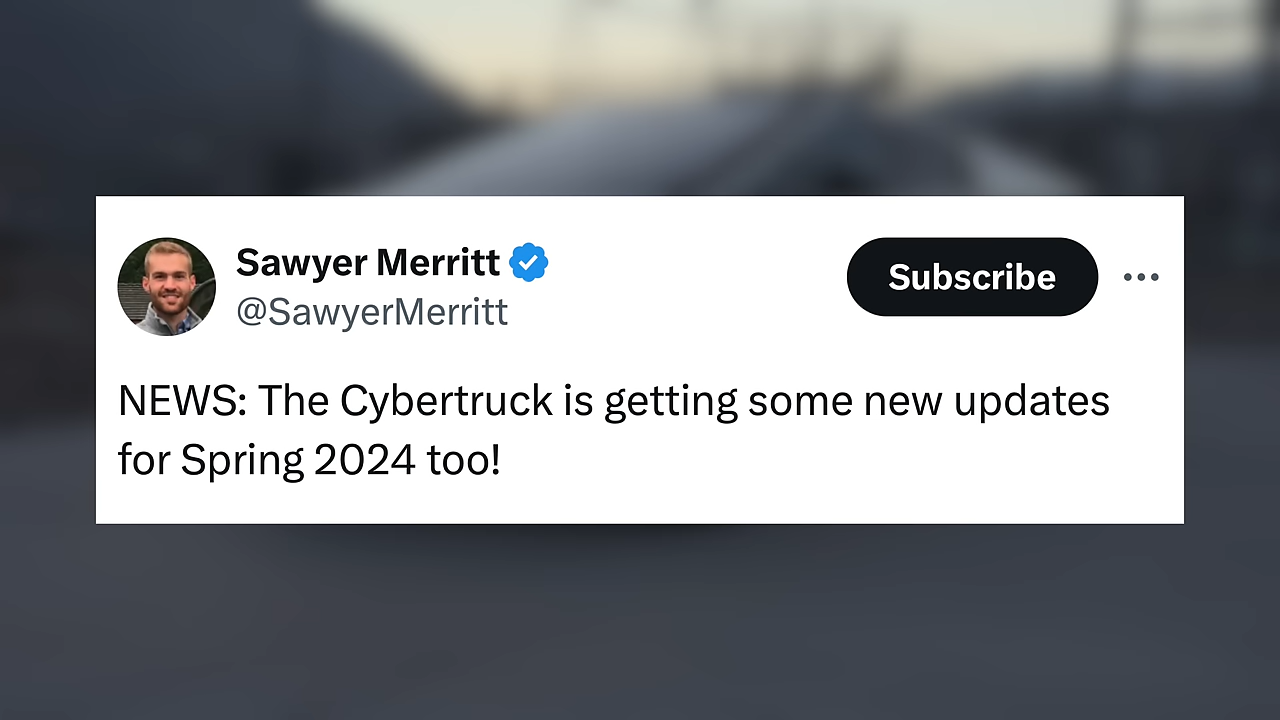 Sawyer Merritt
@SawyerMerritt
Subscribe
NEWS: The Cybertruck is getting some new updates
for Spring 2024 too!